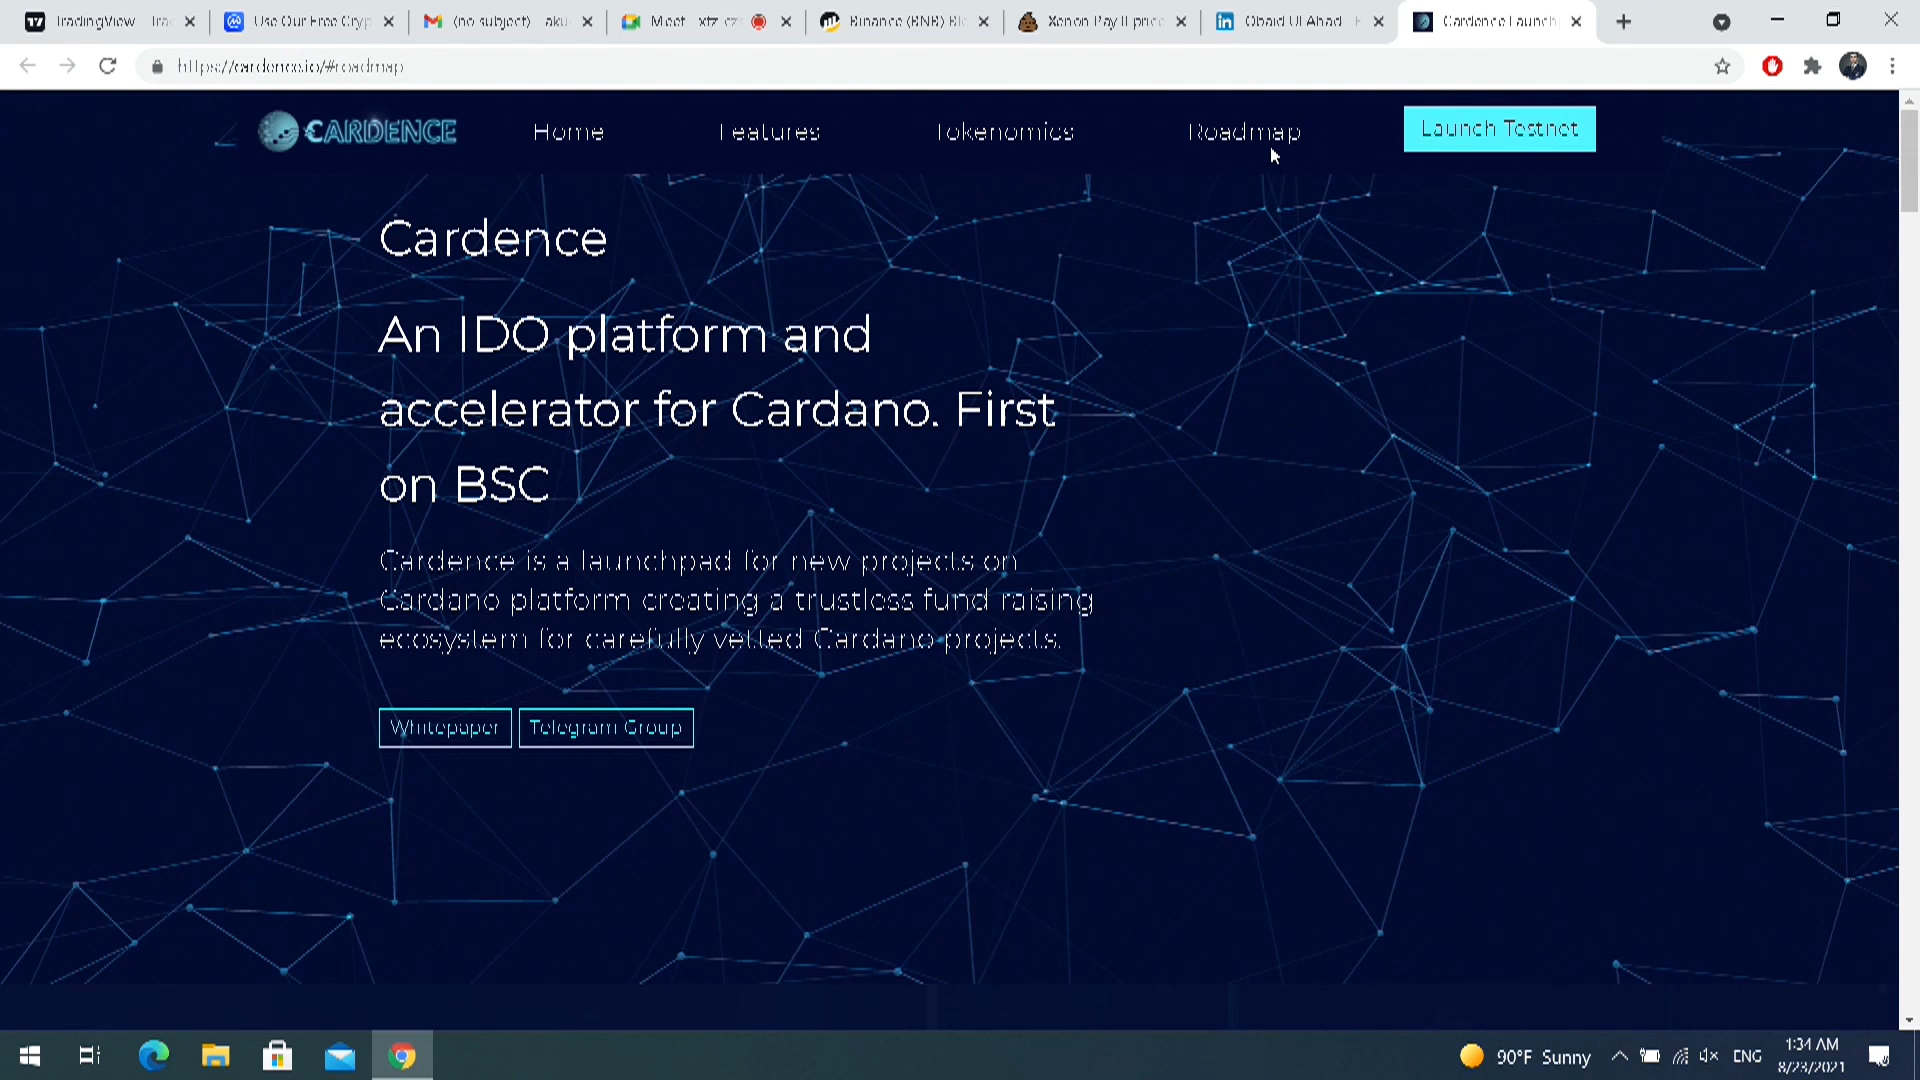 TradingView
Use Our Free Cryp
(no subject)
Meet
Binance (BNB) Bl
Xenon Pay II price
Obaid Ul Ahad
Cardence Launch
https://cardence.io/#roadmap
CARDENCE
Home
Features
Tokenomics
Roadmap
Launch Testnet
Cardence
An IDO platform and
accelerator for Cardano. First
on BSC
Cardence is a launchpad for new projects on
Cardano platform creating a trustless fund raising
ecosystem for carefully vetted Cardano projects.
Whitepaper
Telegram Group
90°F Sunny
ENG
1:34 AM
8/23/2021